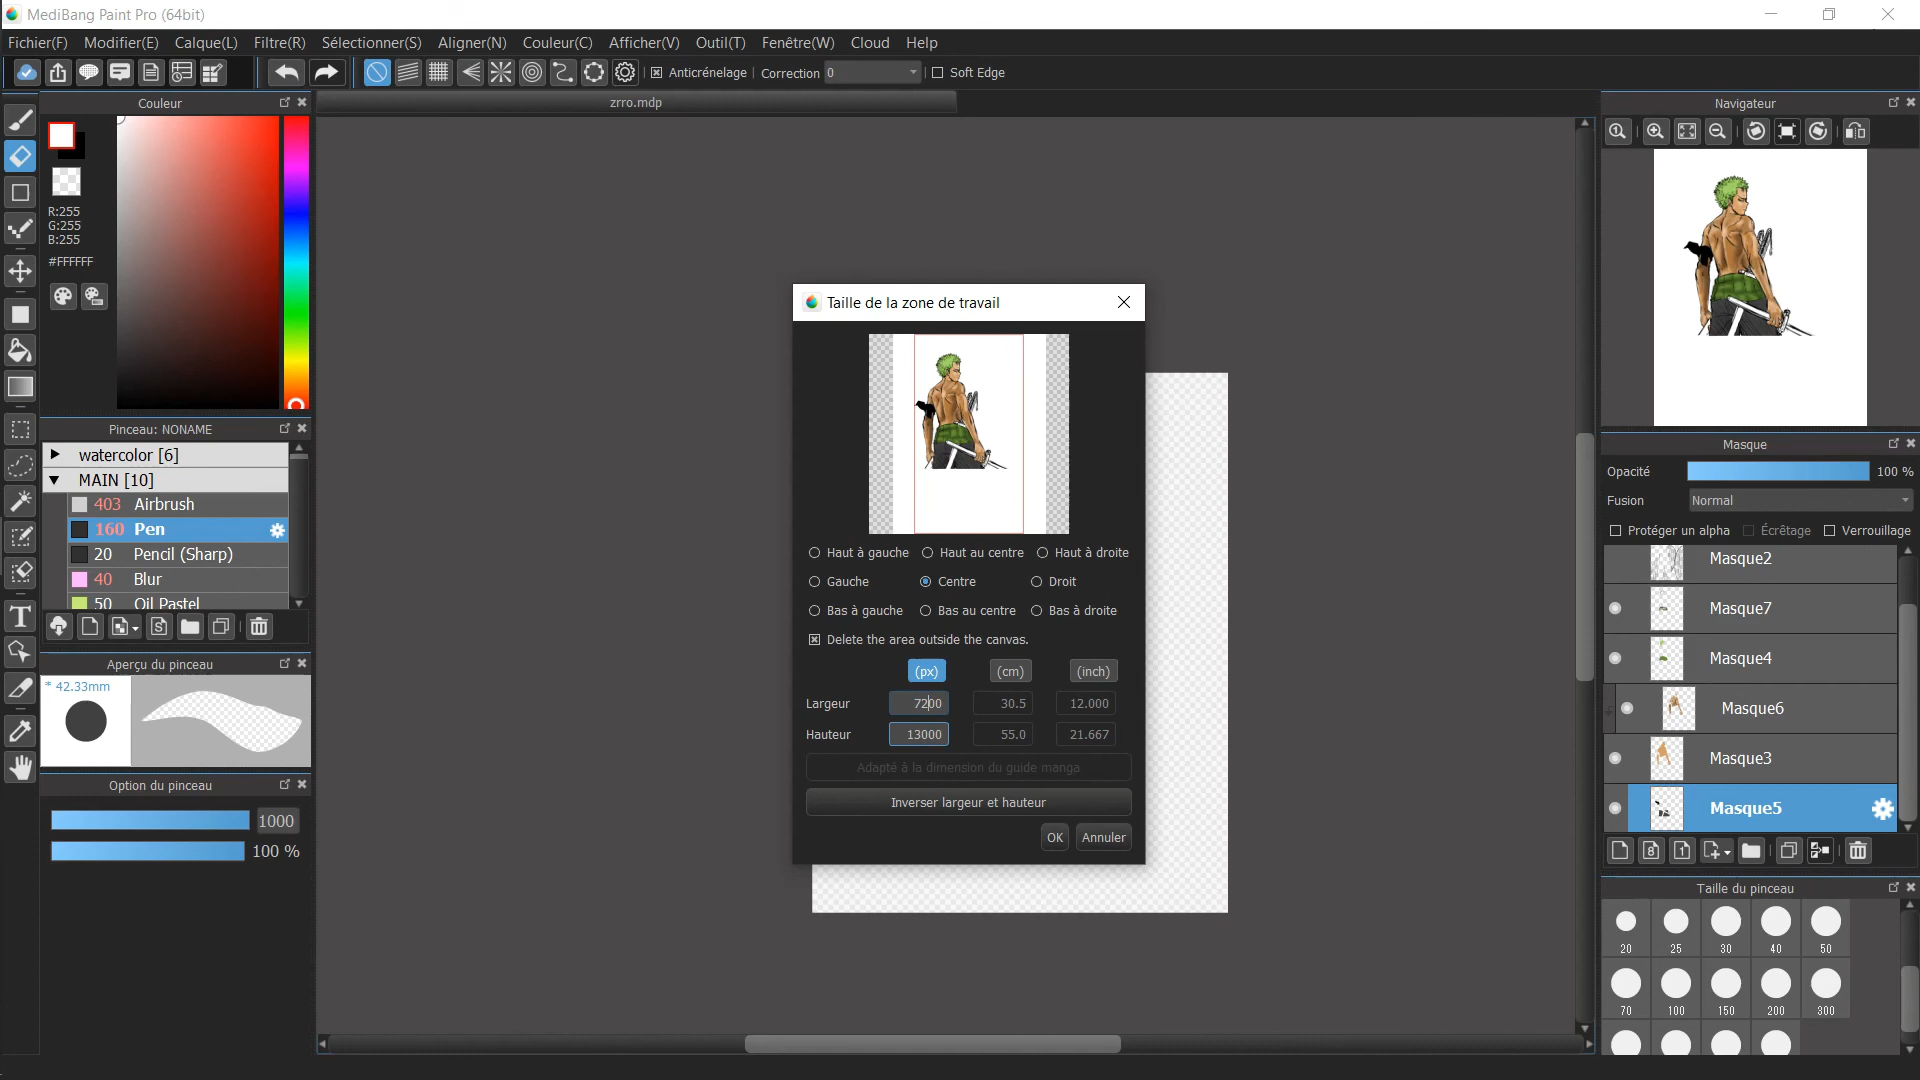 MediBang Paint Pro (64bit)
Fichier(F) Modifier(E) Calque(L) Filtre(R) Sélectionner(S) Aligner(N) Couleur(C) Afficher(V) Outil(T) Fenêtre(W) Cloud Help
Anticrénelage Correction 0 Soft Edge
Couleur
zrro.mdp
Navigateur
R:255
G:255
B:255
#FFFFFF
Pinceau: NONAME
watercolor [6]
MAIN [10]
403 Airbrush
160 Pen
20 Pencil (Sharp)
40 Blur
50 Oil Pastel
Aperçu du pinceau
* 42.33mm
Option du pinceau
1000
100 %
Taille de la zone de travail
Haut à gauche Haut au centre Haut à droite
Gauche Centre Droit
Bas à gauche Bas au centre Bas à droite
Delete the area outside the canvas.
(px) (cm) (inch)
Largeur 7200 30.5 12.000
Hauteur 13000 55.0 21.667
Adapté à la dimension du guide manga
Inverser largeur et hauteur
OK Annuler
Masque
Opacité 100 %
Fusion Normal
Protéger un alpha Écrêtage Verrouillage
Masque2
Masque7
Masque4
Masque6
Masque3
Masque5
Taille du pinceau
20 25 30 40 50
70 100 150 200 300